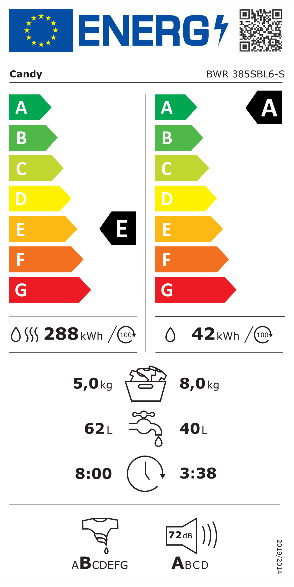 ENERG
Candy BWR 385SBL6-S
A A A
B B
C C
D D
E E E
F F
G G
288 kWh /100 42 kWh /100
5,0 kg 8,0 kg
62 L 40 L
8:00 3:38
72 dB
ABCDEFG ABCD
2019/2014